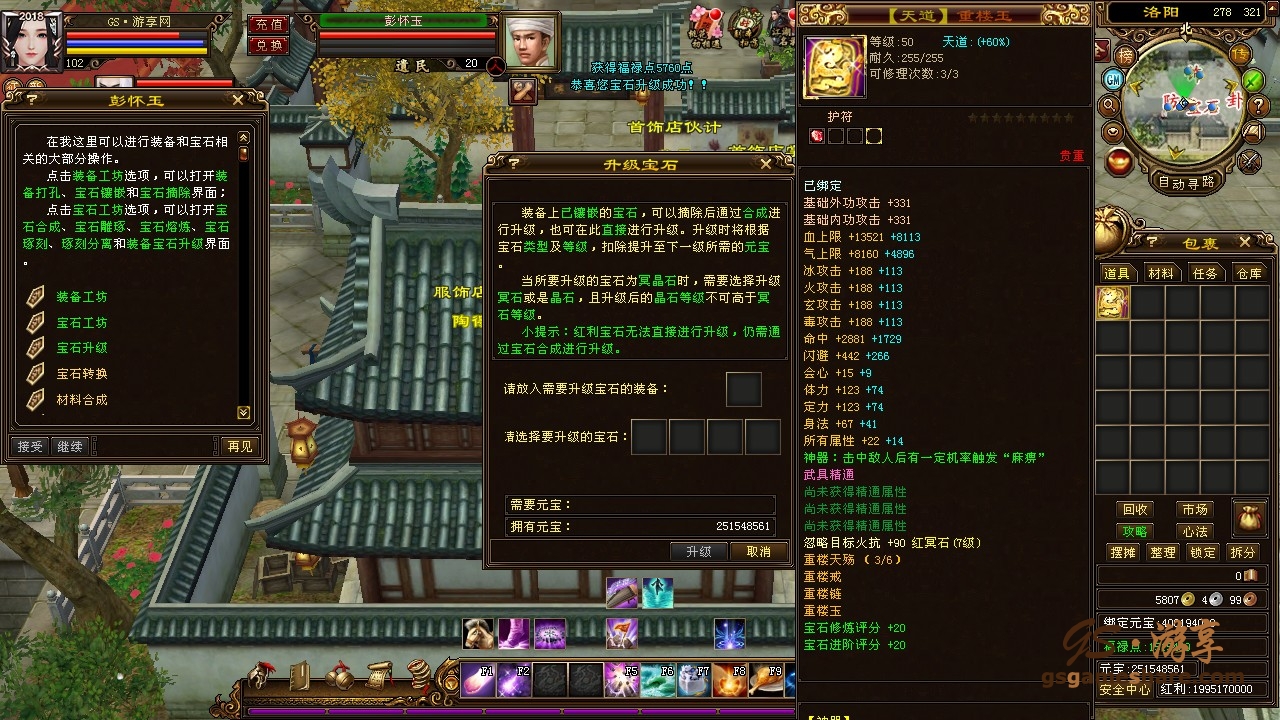 2018
GS·游享网
102
充值
兑换
彭怀玉
遗民
20
获得福禄点5760点
恭喜您宝石升级成功！！
首饰店伙计
服饰店
彭怀玉
在我这里可以进行装备和宝石相
关的大部分操作。
点击装备工坊选项，可以打开装
备打孔、宝石镶嵌和宝石摘除界面；
点击宝石工坊选项，可以打开宝
石合成、宝石雕琢、宝石熔炼、宝石
琢刻、琢刻分离和装备宝石升级界面
。
装备工坊
宝石工坊
宝石升级
宝石转换
材料合成
接受
继续
再见
升级宝石
装备上已镶嵌的宝石，可以摘除后通过合成进
行升级，也可在此直接进行升级。升级时将根据
宝石类型及等级，扣除提升至下一级所需的元宝
。
当所要升级的宝石为冥晶石时，需要选择升级
冥石或是晶石，且升级后的晶石等级不可高于冥
石等级。
小提示：红利宝石无法直接进行升级，仍需通
过宝石合成进行升级。
请放入需要升级宝石的装备：
请选择要升级的宝石：
需要元宝：
拥有元宝： 251548561
升级
取消
【天道】重楼玉
等级:50 天道:(+60%)
耐久:255/255
可修理次数:3/3
护符
贵重
已绑定
基础外功攻击 +331
基础内功攻击 +331
血上限 +13521 +8113
气上限 +8160 +4896
冰攻击 +188 +113
火攻击 +188 +113
玄攻击 +188 +113
毒攻击 +188 +113
命中 +2881 +1729
闪避 +442 +266
会心 +15 +9
体力 +123 +74
定力 +123 +74
身法 +67 +41
所有属性 +22 +14
神器：击中敌人后有一定机率触发“麻痹”
武具精通
尚未获得精通属性
尚未获得精通属性
尚未获得精通属性
忽略目标火抗 +90 红冥石(7级)
重楼天殇 (3/6)
重楼戒
重楼链
重楼玉
宝石修炼评分 +20
宝石进阶评分 +20
【神器】
洛阳 278 321
北
榜
传
GM
自动寻路
包裹
道具
材料
任务
仓库
回收
市场
攻略
心法
摆摊
整理
锁定
拆分
0
5807 4 99
绑定元宝
元宝:251548561
安全中心
红利:1995170000
GS·游享
F1
F2
F5
F6
F7
F8
F9